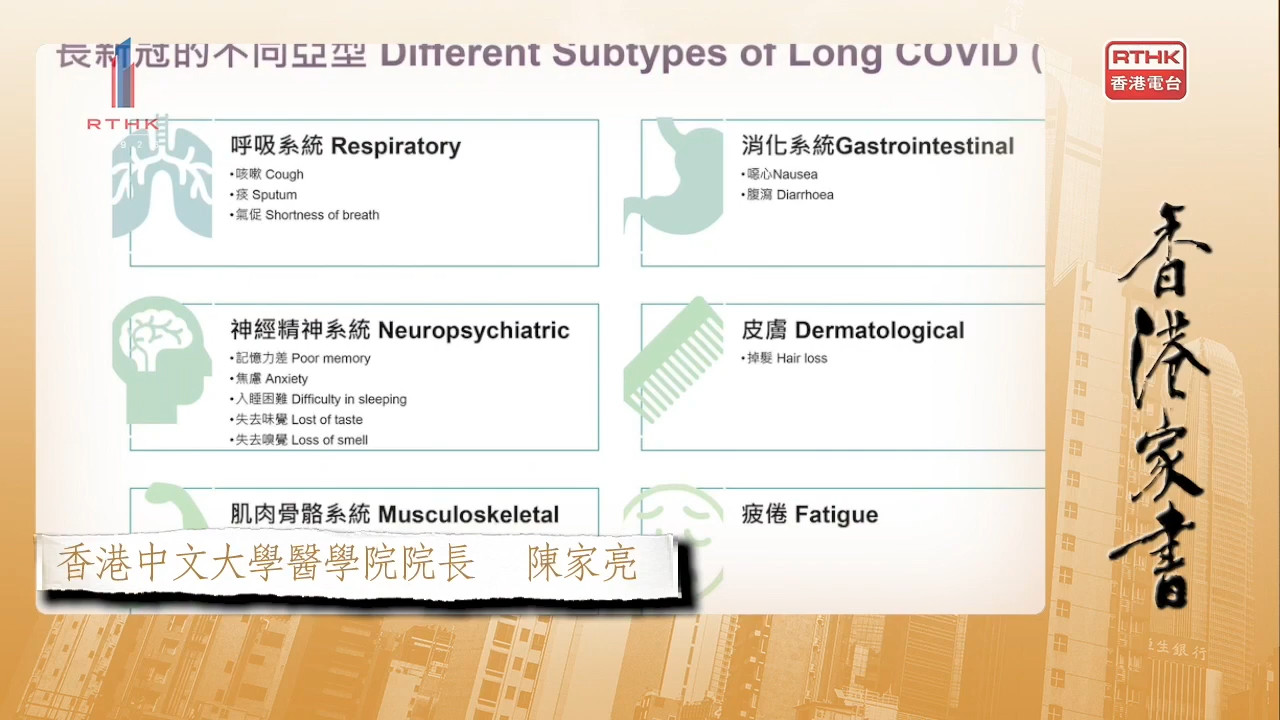 長新冠的不同亞型 Different Subtypes of Long COVID (
RTHK
香港電台
RTHK
呼吸系統 Respiratory
•咳嗽 Cough
•痰 Sputum
•氣促 Shortness of breath
消化系統Gastrointestinal
•噁心Nausea
•腹瀉 Diarrhoea
神經精神系統 Neuropsychiatric
•記憶力差 Poor memory
•焦慮 Anxiety
•入睡困難 Difficulty in sleeping
•失去味覺 Lost of taste
•失去嗅覺 Loss of smell
皮膚 Dermatological
•掉髮 Hair loss
肌肉骨骼系統 Musculoskeletal
疲倦 Fatigue
香港中文大學醫學院院長 陳家亮
香港家書
生銀行